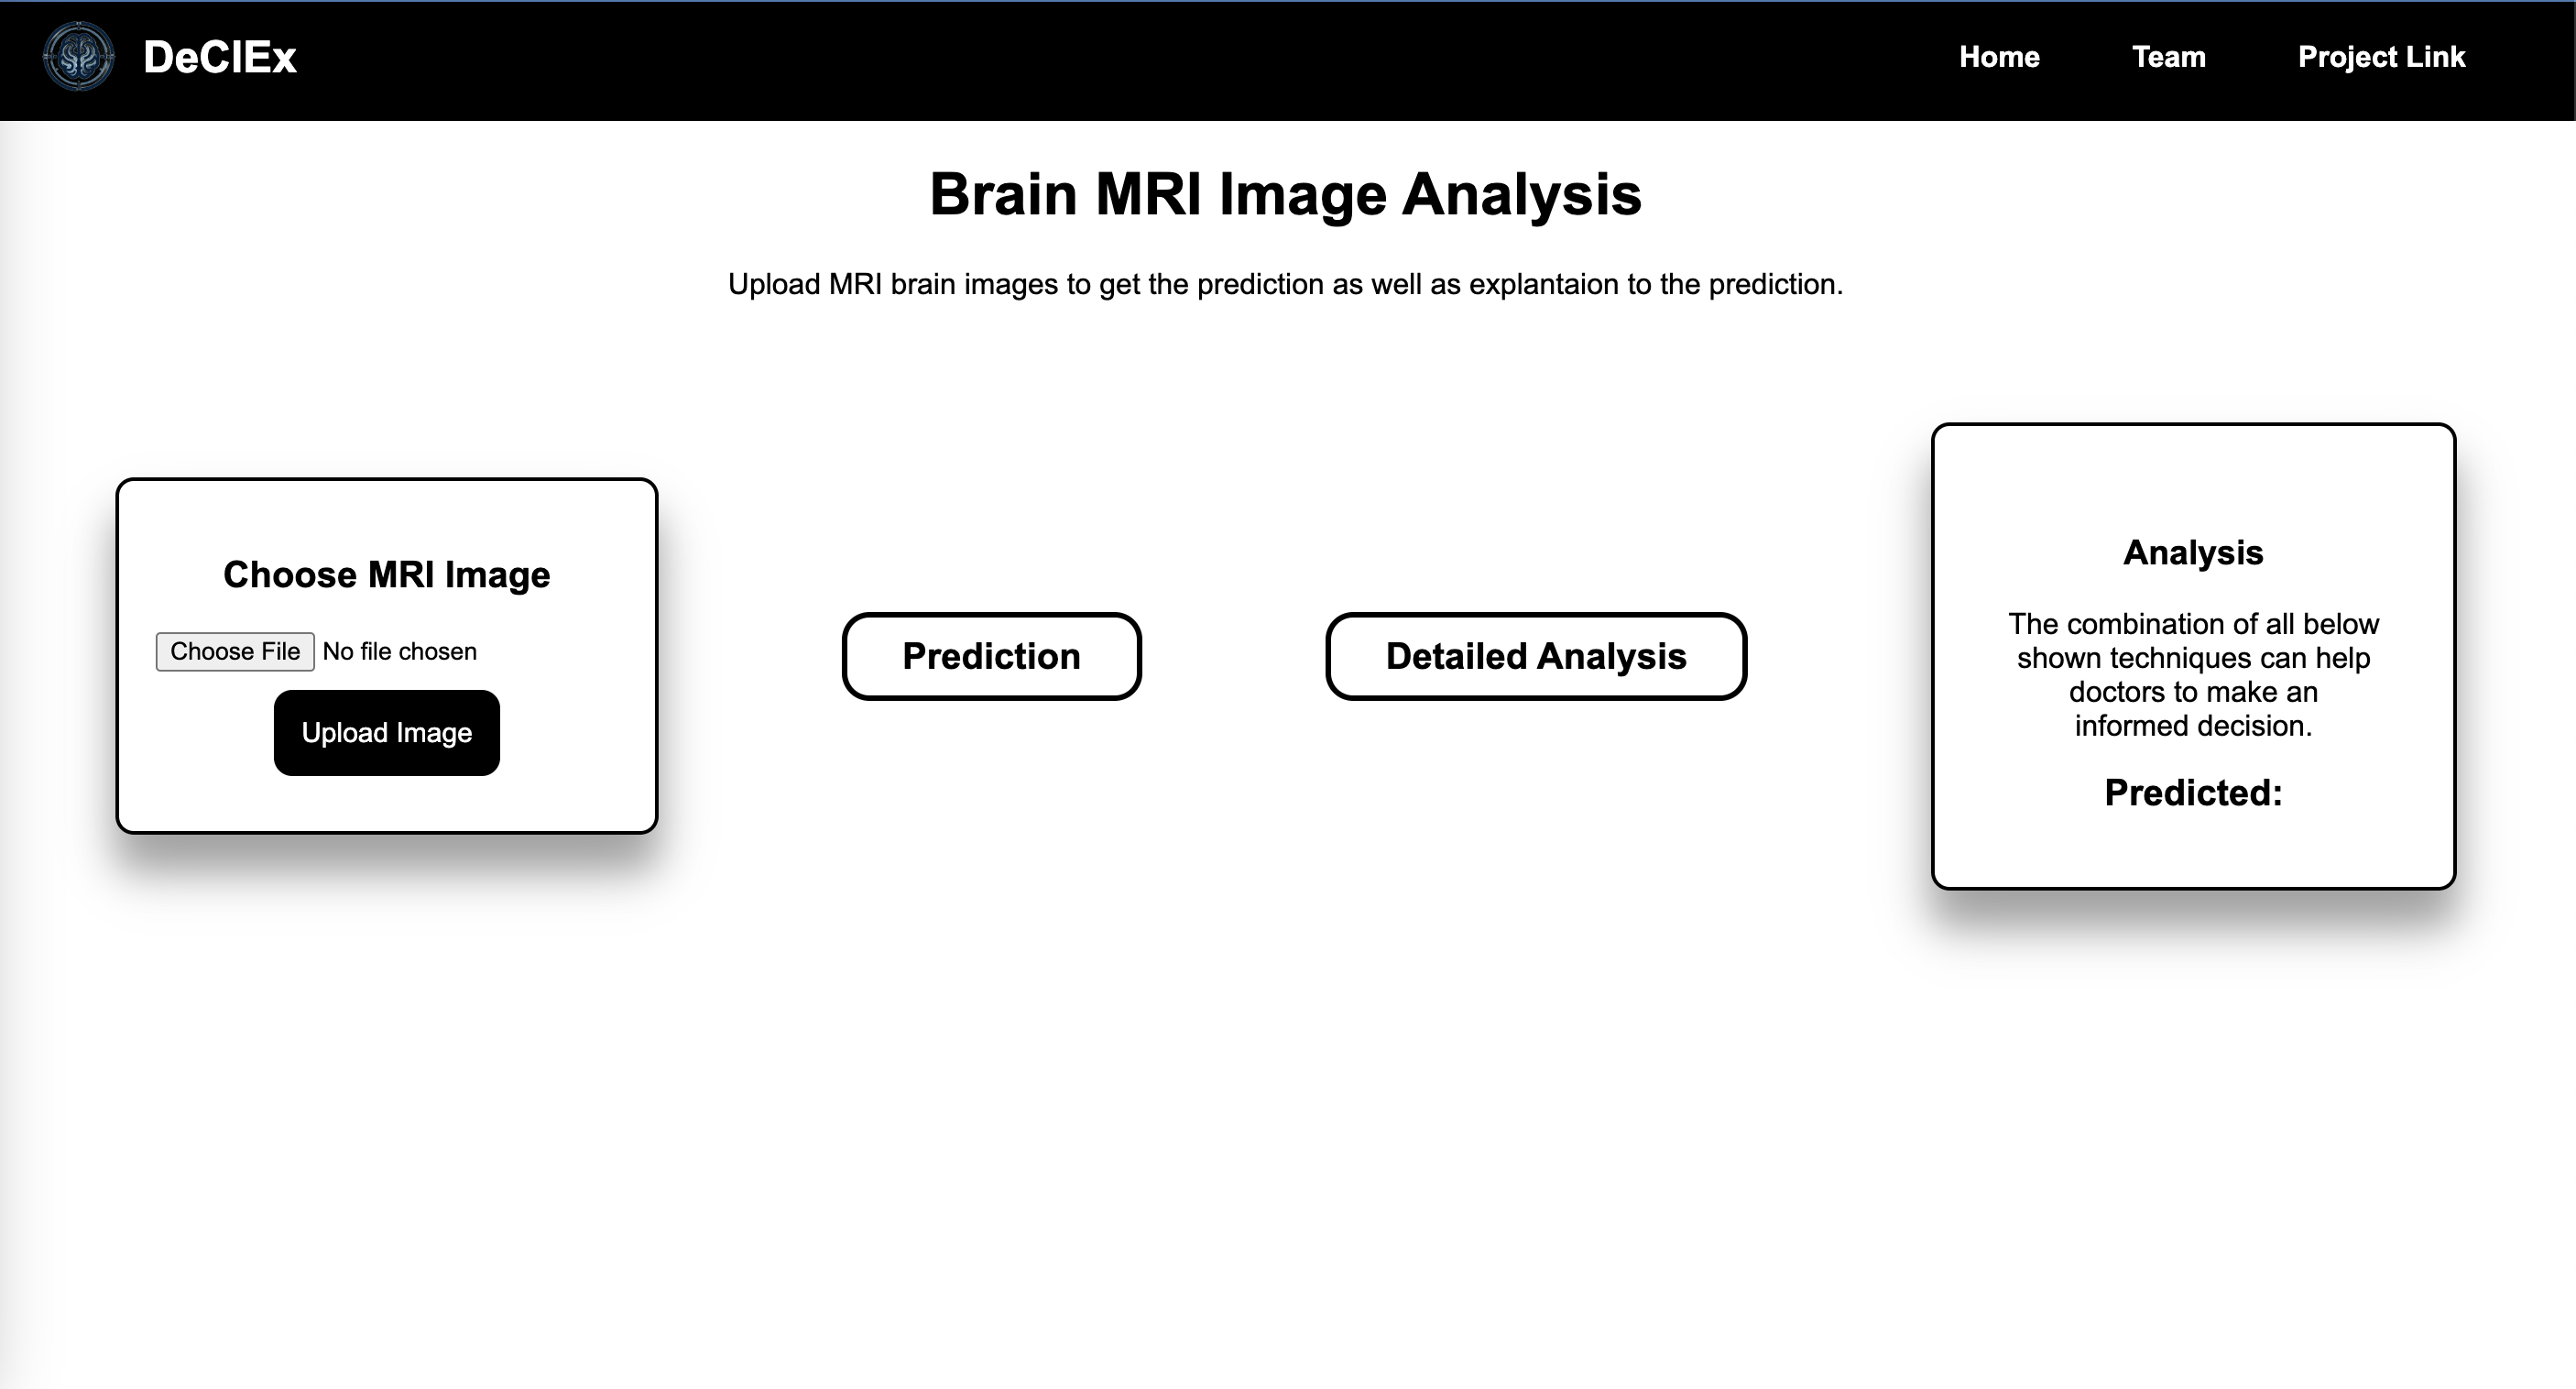 DeClEx
Home
Team
Project Link
Brain MRI Image Analysis
Upload MRI brain images to get the prediction as well as explantaion to the prediction.
Choose MRI Image
Choose File No file chosen
Upload Image
Prediction
Detailed Analysis
Analysis
The combination of all below
shown techniques can help
doctors to make an
informed decision.
Predicted: